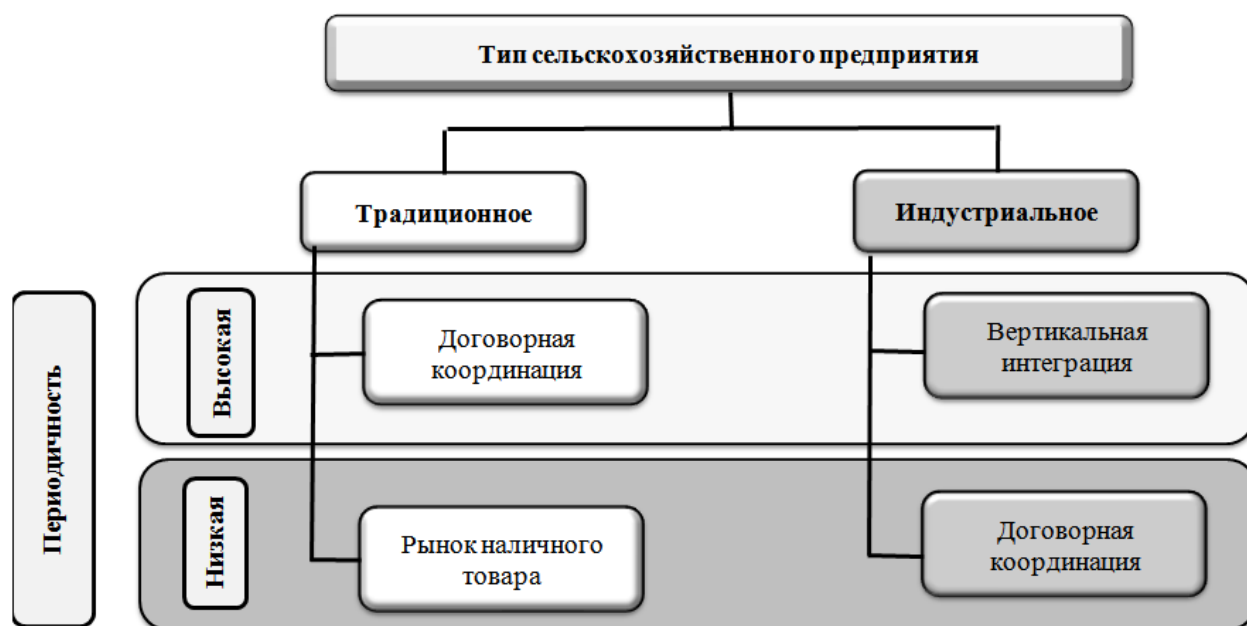 Тип сельскохозяйственного предприятия
Традиционное
Индустриальное
Периодичность
Высокая
Договорная
координация
Вертикальная
интеграция
Низкая
Рынок наличного
товара
Договорная
координация